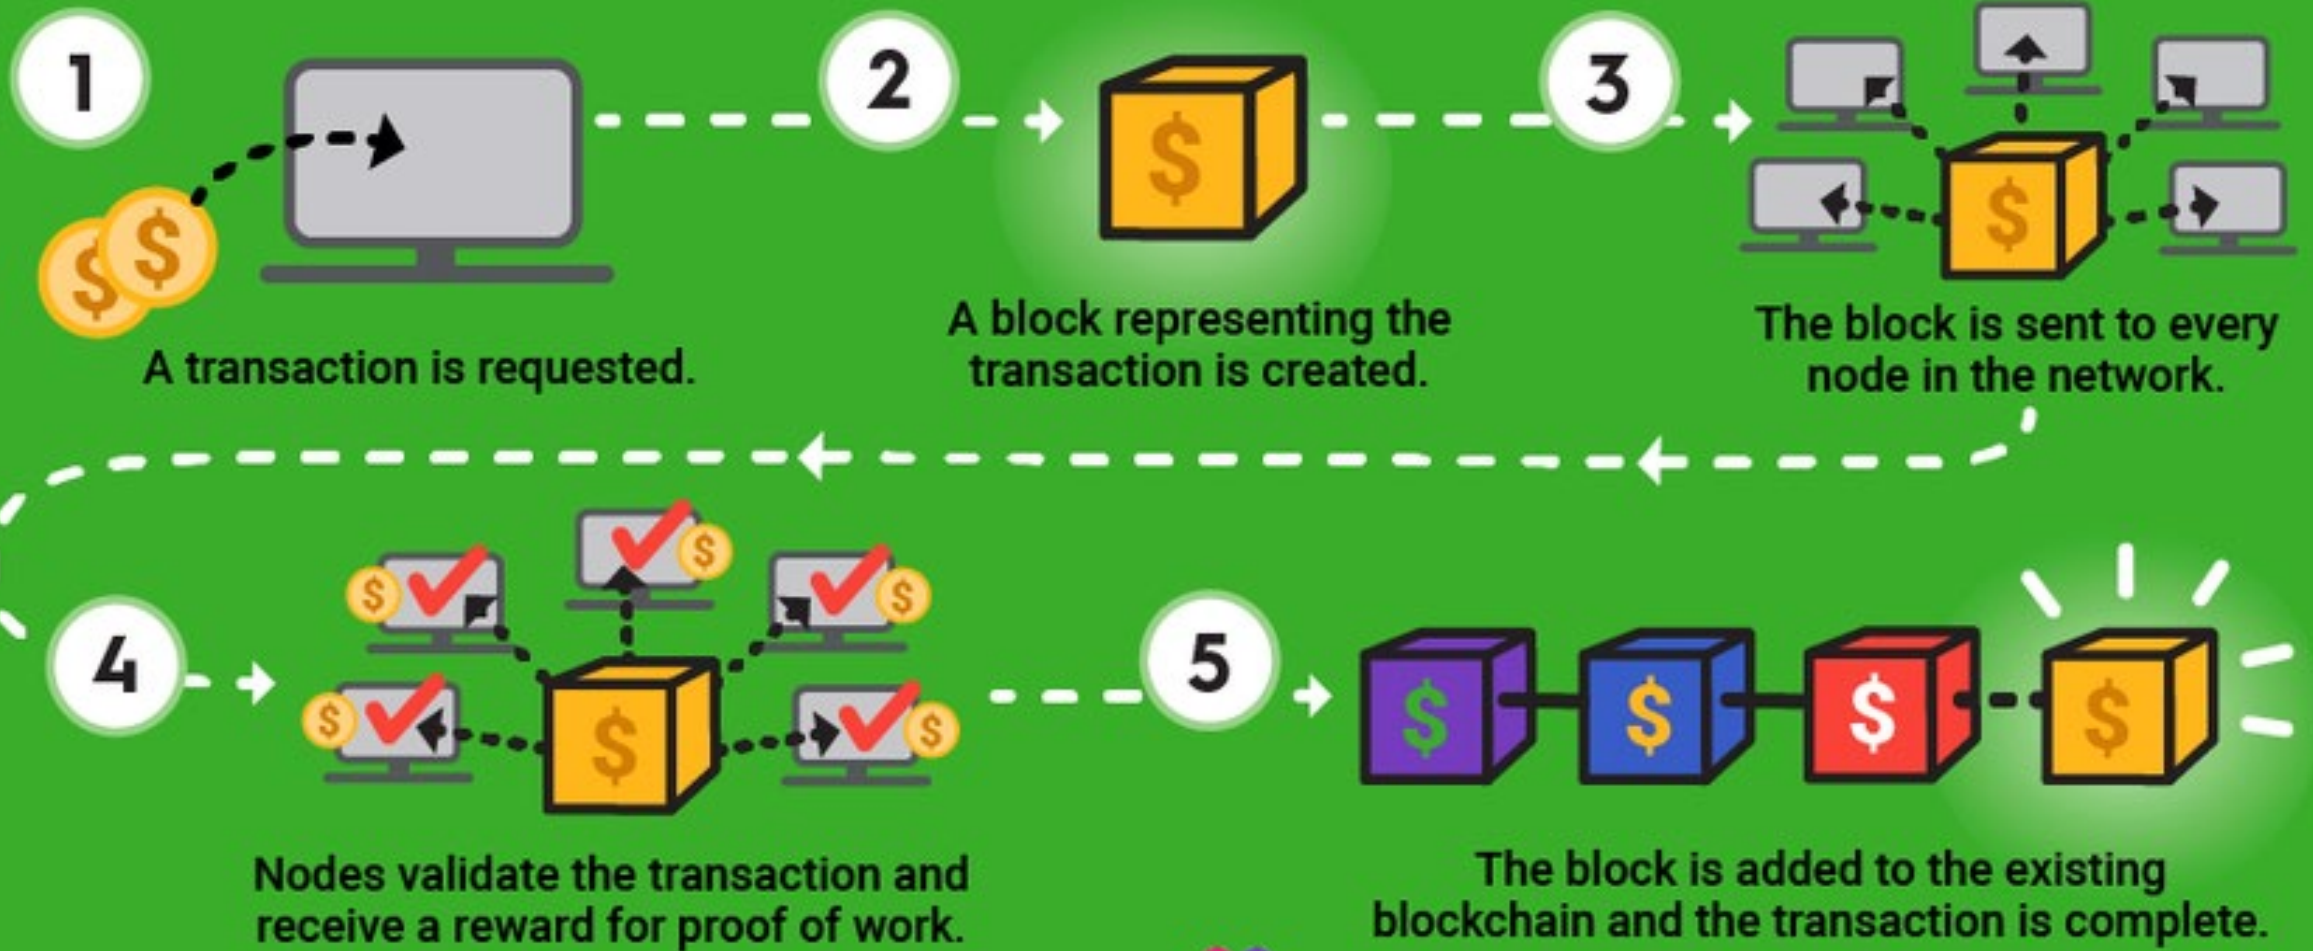 1
A transaction is requested.
2
A block representing the
transaction is created.
3
The block is sent to every
node in the network.
4
Nodes validate the transaction and
receive a reward for proof of work.
5
The block is added to the existing
blockchain and the transaction is complete.